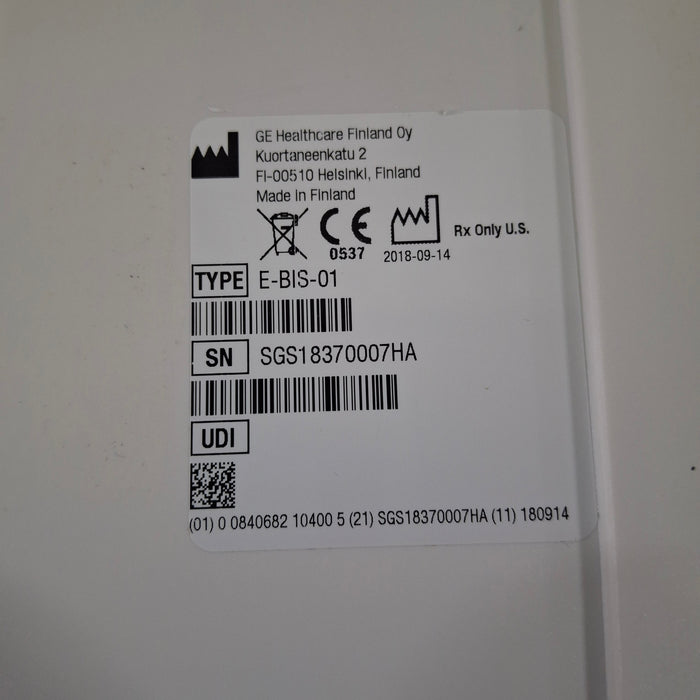 GE Healthcare Finland Oy
Kuortaneenkatu 2
FI-00510 Helsinki, Finland
Made in Finland
CE
0537
2018-09-14
Rx Only U.S.
TYPE E-BIS-01
SN SGS18370007HA
UDI
(01) 0 0840682 10400 5 (21) SGS18370007HA (11) 180914